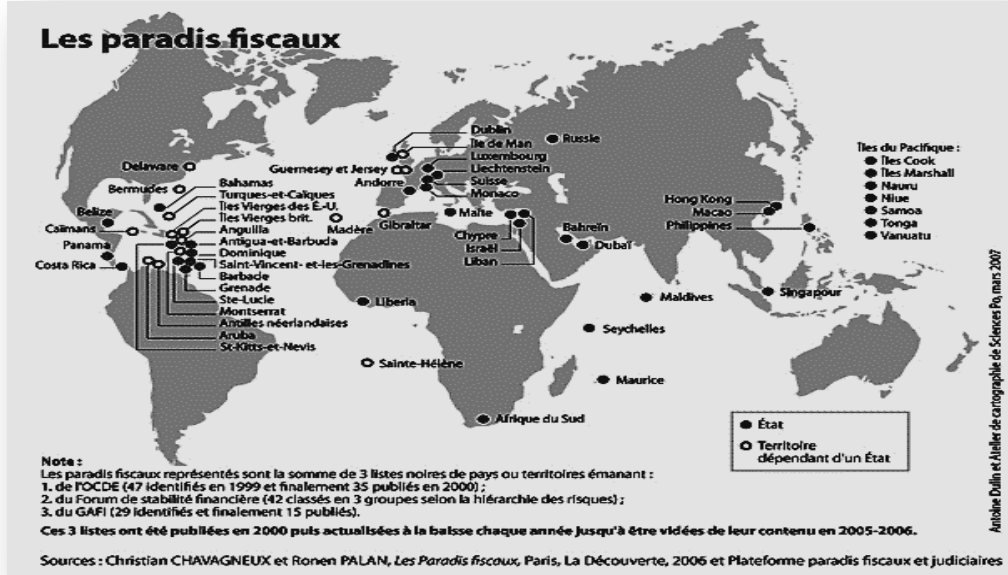 Les paradis fiscaux
Delaware
Bermudes
Belize
Caïmans
Panama
Costa Rica
Bahamas
Turques-et-Caïques
Îles Vierges des É.-U.
Îles Vierges brit.
Anguilla
Antigua-et-Barbuda
Dominique
Saint-Vincent- et-les-Grenadines
Barbade
Grenade
Ste-Lucie
Montserrat
Antilles néerlandaises
Aruba
St-Kitts-et-Nevis
Guernesey et Jersey
Andorre
Madère
Gibraltar
Dublin
Île de Man
Luxembourg
Liechtenstein
Suisse
Monaco
Malte
Chypre
Israël
Liban
Russie
Bahreïn
Dubaï
Hong Kong
Macao
Philippines
Singapour
Maldives
Seychelles
Maurice
Liberia
Sainte-Hélène
Afrique du Sud
Îles du Pacifique :
Îles Cook
Îles Marshall
Nauru
Niue
Samoa
Tonga
Vanuatu
État
Territoire
dépendant d'un État
Note :
Les paradis fiscaux représentés sont la somme de 3 listes noires de pays ou territoires émanant :
1. de l'OCDE (47 identifiés en 1999 et finalement 35 publiés en 2000) ;
2. du Forum de stabilité financière (42 classés en 3 groupes selon la hiérarchie des risques) ;
3. du GAFI (29 identifiés et finalement 15 publiés).
Ces 3 listes ont été publiées en 2000 puis actualisées à la baisse chaque année jusqu'à être vidées de leur contenu en 2005-2006.
Sources : Christian CHAVAGNEUX et Ronen PALAN, Les Paradis fiscaux, Paris, La Découverte, 2006 et Plateforme paradis fiscaux et judiciaires
Antoine Dulin et Atelier de cartographie de Sciences Po, mars 2007